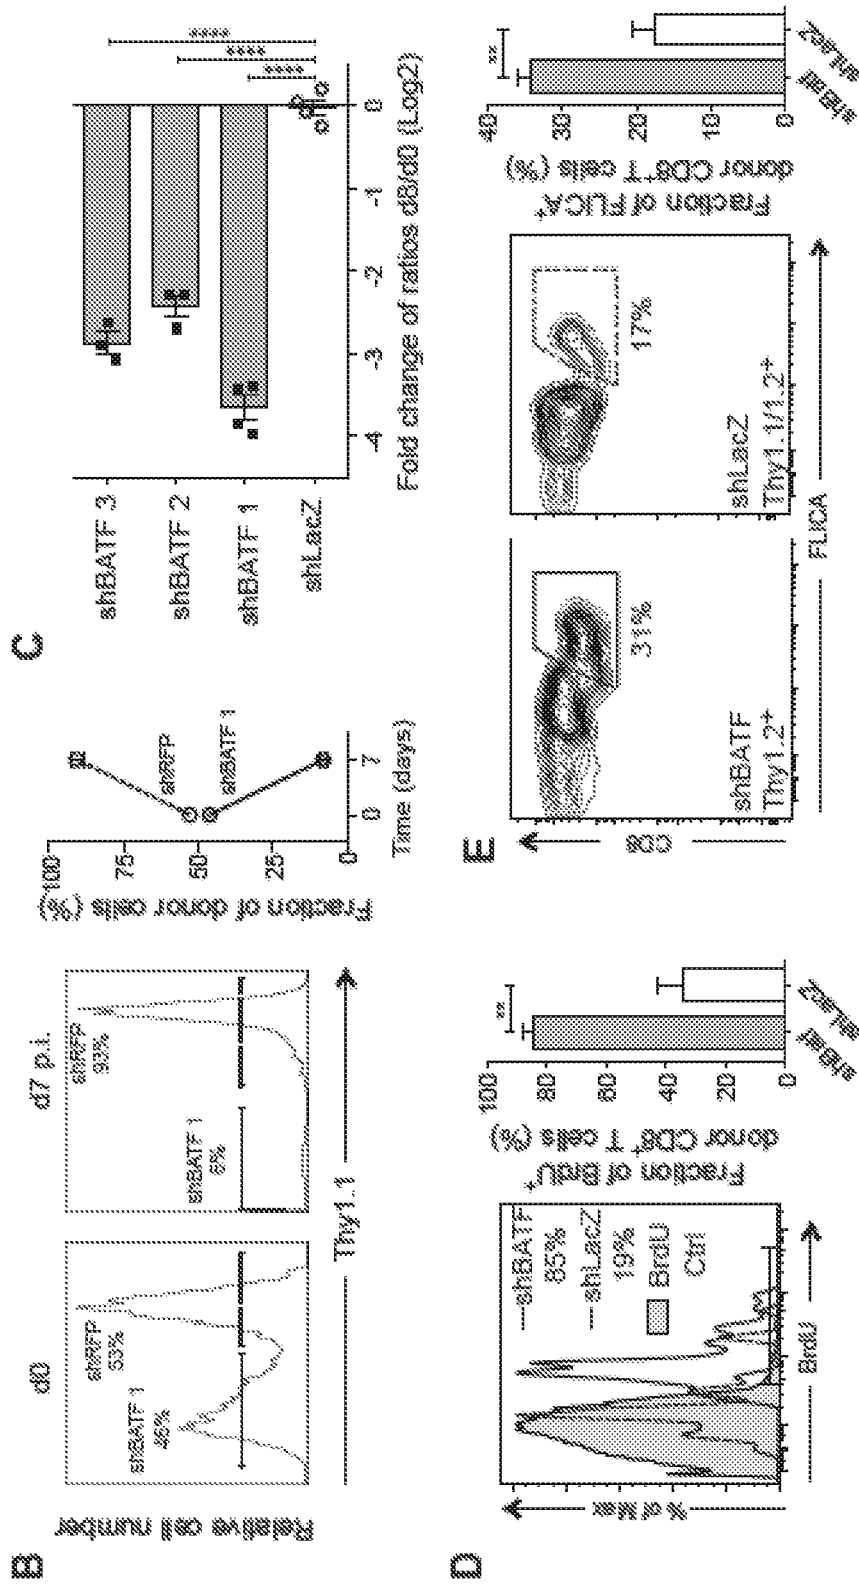 B
d0
d7 p.i.
shBATF 1
46%
shRFP
53%
shBATF 1
6%
shRFP
93%
Relative cell number
Thy1.1
Fraction of donor cells (%)
100
75
50
25
0
shRFP
shBATF 1
0
7
Time (days)
C
shBATF 3
shBATF 2
shBATF 1
shLacZ
****
****
****
-4
-3
-2
-1
0
Fold change of ratios d8/d0 (Log2)
D
% of Max
shBATF
85%
shLacZ
19%
BrdU
Ctrl
BrdU
Fraction of BrdU+
donor CD8+ T cells (%)
100
80
60
40
20
0
**
shBatf
shLacZ
E
CD8
shBATF
Thy1.2+
31%
shLacZ
Thy1.1/1.2+
17%
FLICA
Fraction of FLICA+
donor CD8+T cells (%)
40
30
20
10
0
**
shBatf
shLacZ